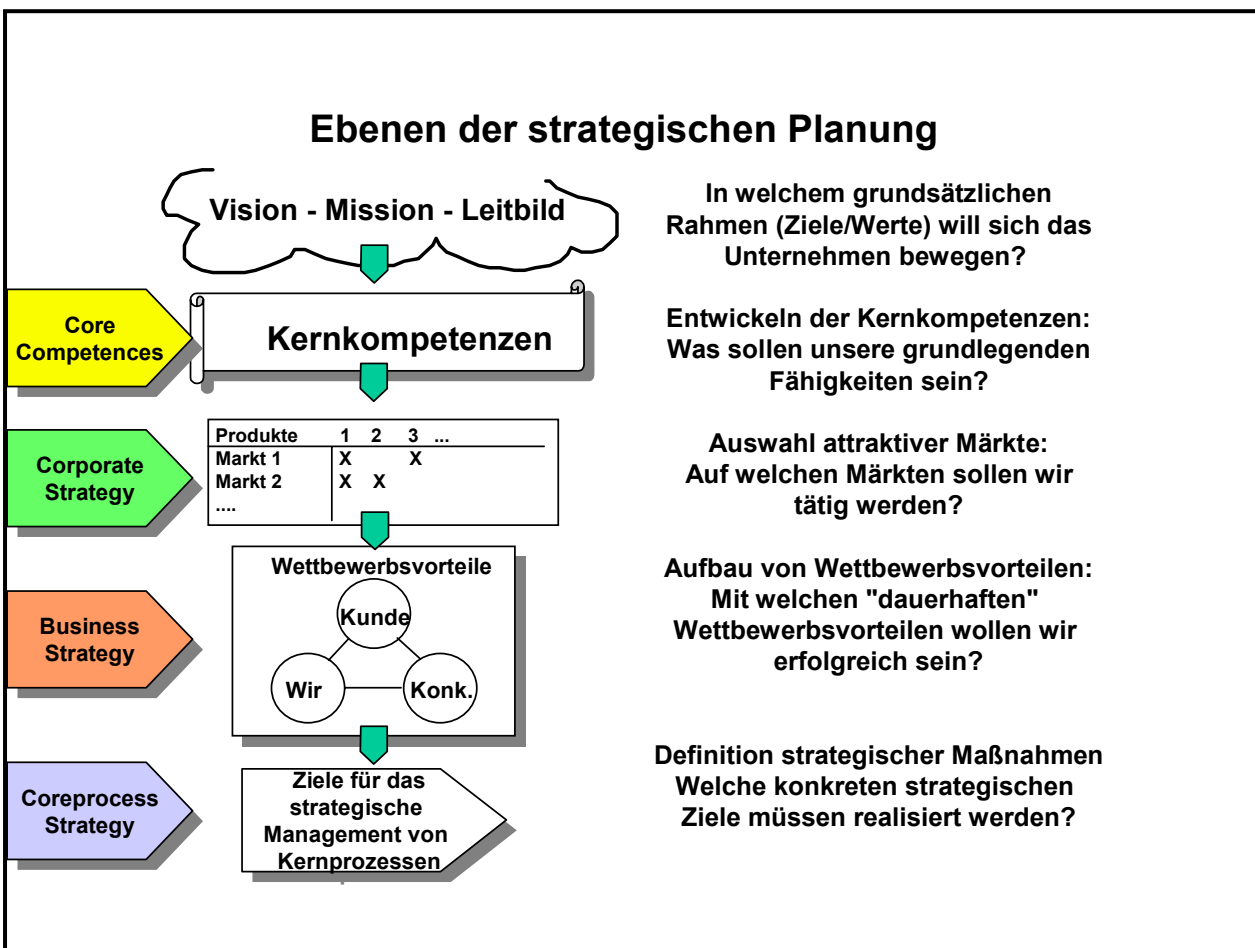 Ebenen der strategischen Planung
Vision - Mission - Leitbild
In welchem grundsätzlichen
Rahmen (Ziele/Werte) will sich das
Unternehmen bewegen?
Core
Competences
Kernkompetenzen
Entwickeln der Kernkompetenzen:
Was sollen unsere grundlegenden
Fähigkeiten sein?
Corporate
Strategy
Produkte 1 2 3 ...
Markt 1 X X
Markt 2 X X
....
Auswahl attraktiver Märkte:
Auf welchen Märkten sollen wir
tätig werden?
Business
Strategy
Wettbewerbsvorteile
Kunde
Wir
Konk.
Aufbau von Wettbewerbsvorteilen:
Mit welchen "dauerhaften"
Wettbewerbsvorteilen wollen wir
erfolgreich sein?
Coreprocess
Strategy
Ziele für das
strategische
Management von
Kernprozessen
Definition strategischer Maßnahmen
Welche konkreten strategischen
Ziele müssen realisiert werden?